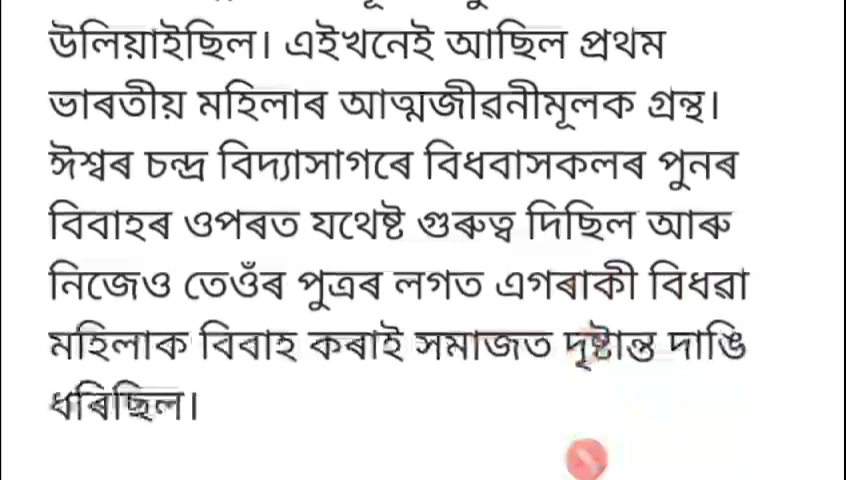 উলিয়াইছিল। এইখনেই আছিল প্ৰথম
ভাৰতীয় মহিলাৰ আত্মজীৱনীমূলক গ্ৰন্থ।
ঈশ্বৰ চন্দ্ৰ বিদ্যাসাগৰে বিধবাসকলৰ পুনৰ
বিবাহৰ ওপৰত যথেষ্ট গুৰুত্ব দিছিল আৰু
নিজেও তেওঁৰ পুত্ৰৰ লগত এগৰাকী বিধৱা
মহিলাক বিবাহ কৰাই সমাজত দৃষ্টান্ত দাঙি
ধৰিছিল।